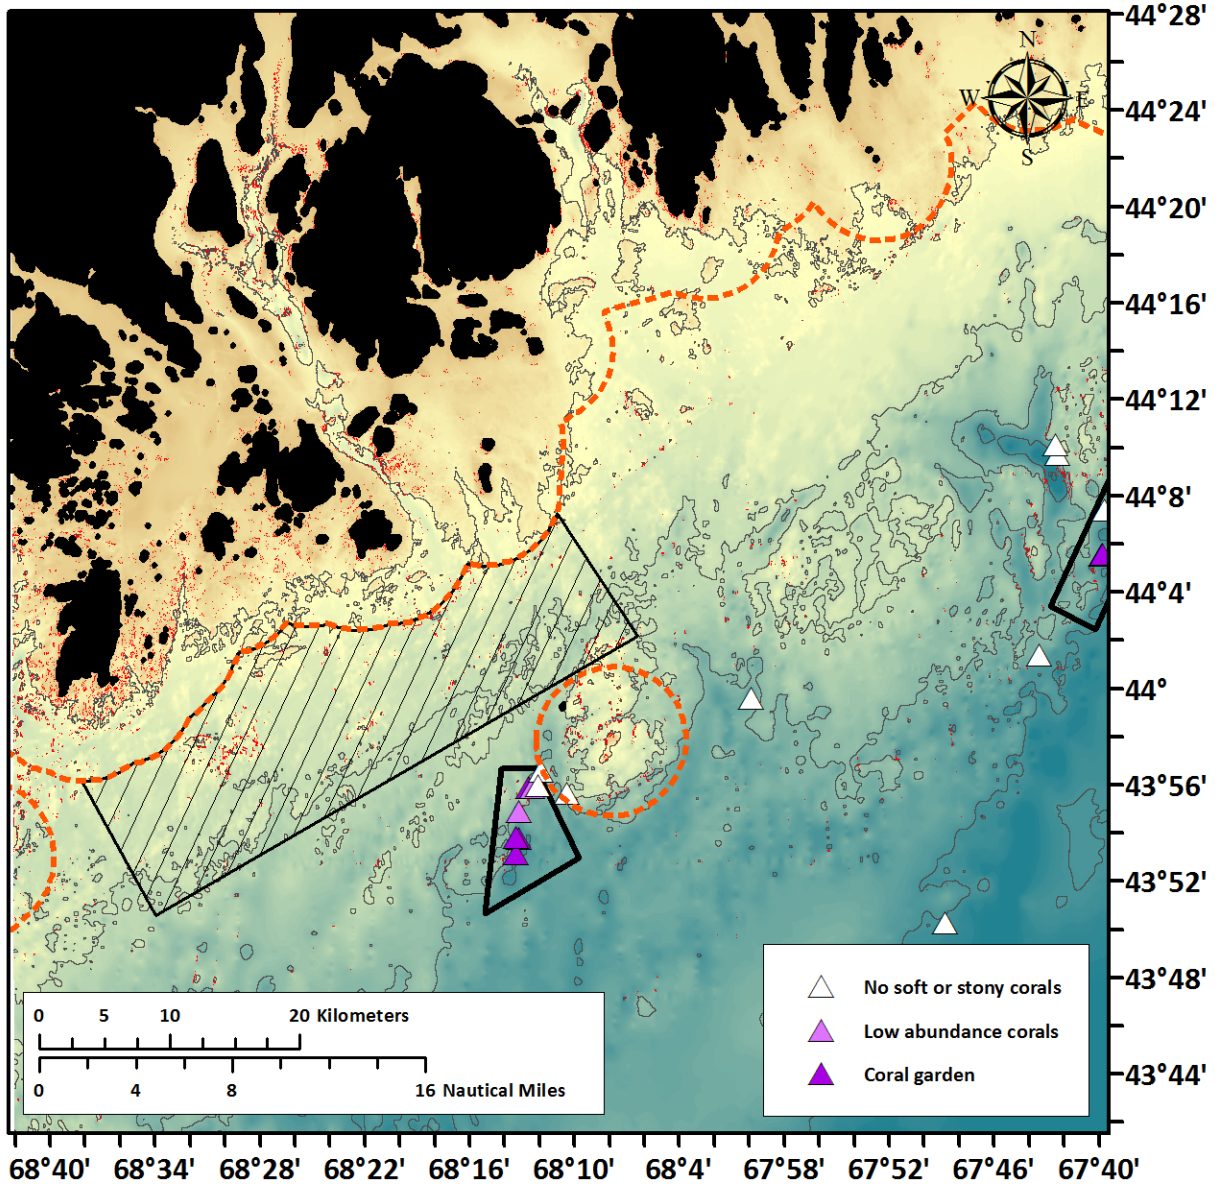 44°28'
N
W
E
S
44°24'
44°20'
44°16'
44°12'
44°8'
44°4'
44°
43°56'
43°52'
43°48'
43°44'
No soft or stony corals
Low abundance corals
Coral garden
0 5 10 20 Kilometers
0 4 8 16 Nautical Miles
68°40' 68°34' 68°28' 68°22' 68°16' 68°10' 68°4' 67°58' 67°52' 67°46' 67°40'